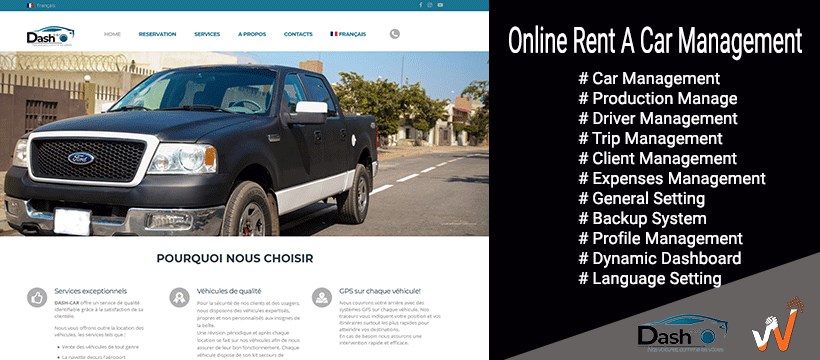 Français
Dash
HOME
RESERVATION
SERVICES
A PROPOS
CONTACTS
FRANÇAIS
Ford
POURQUOI NOUS CHOISIR
Services exceptionnels
DASH-CAR offre un service de qualité
identifiable grâce à la satisfaction de sa
clientèle.
Nous vous offrons outre la location des
véhicules, les services tels que :
Vente des véhicules de tout genre
La navette depuis l'aéroport
Véhicules de qualité
Pour la sécurité de nos clients et des usagers,
nous disposons des véhicules expertisés,
propres et non personnalisés aux insignes de
la boîte.
Une révision périodique et après chaque
location se fait sur nos véhicules afin de nous
assurer de leur bon fonctionnement. Chaque
véhicule dispose de son kit secours de
GPS sur chaque véhicule!
Nous couvrirons votre arrière avec des
systèmes GPS sur chaque véhicule. Nos
traceurs vous indiquent votre position et vos
itinéraires surtout les plus rapides pour
atteindre vos destinations.
En cas de besoin nous assurons une
intervention rapide et efficace.
Online Rent A Car Management
# Car Management
# Production Manage
# Driver Management
# Trip Management
# Client Management
# Expenses Management
# General Setting
# Backup System
# Profile Management
# Dynamic Dashboard
# Language Setting
Dash